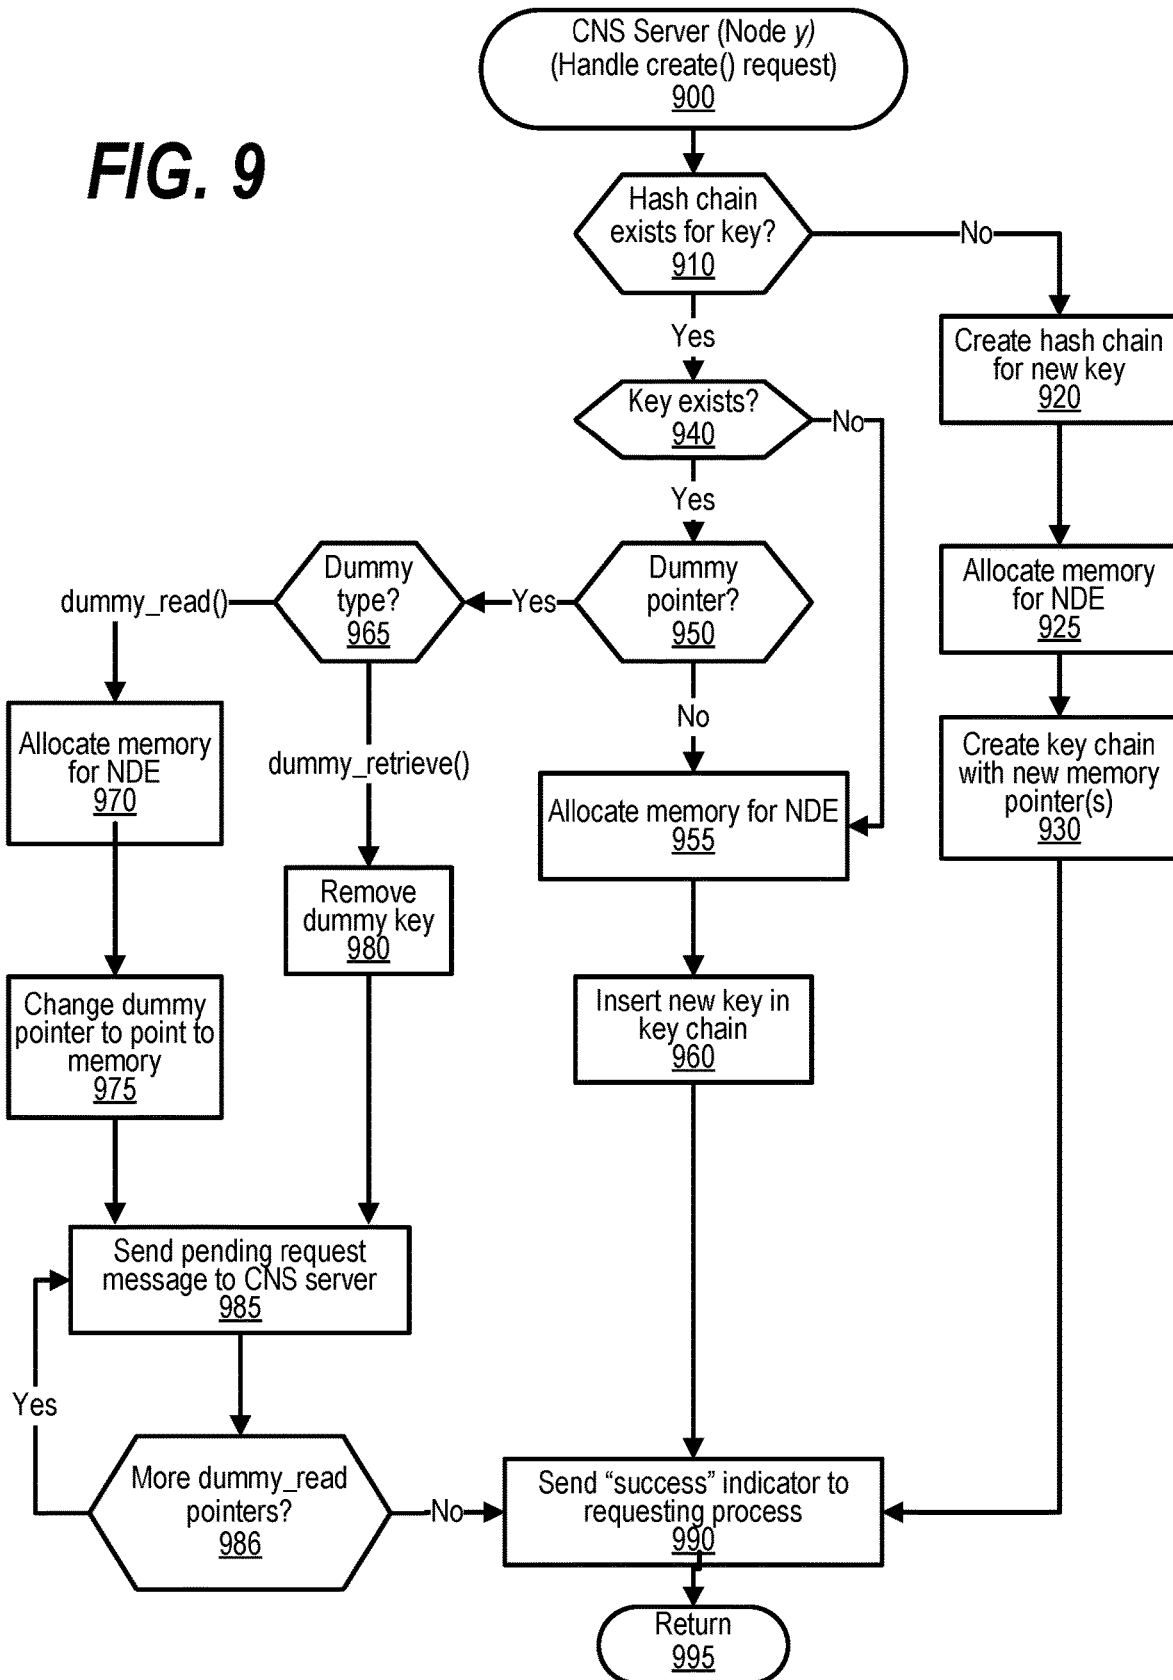 CNS Server (Node y)
(Handle create() request)
900
FIG. 9
Hash chain
exists for key?
910
No
Yes
Create hash chain
for new key
920
Key exists?
940
No
Yes
Dummy
type?
965
Dummy
pointer?
950
Yes
dummy_read()
Allocate memory
for NDE
925
No
Allocate memory
for NDE
970
dummy_retrieve()
Create key chain
with new memory
pointer(s)
930
Allocate memory for NDE
955
Remove
dummy key
980
Change dummy
pointer to point to
memory
975
Insert new key in
key chain
960
Send pending request
message to CNS server
985
Yes
More dummy_read
pointers?
986
No
Send “success” indicator to
requesting process
990
Return
995